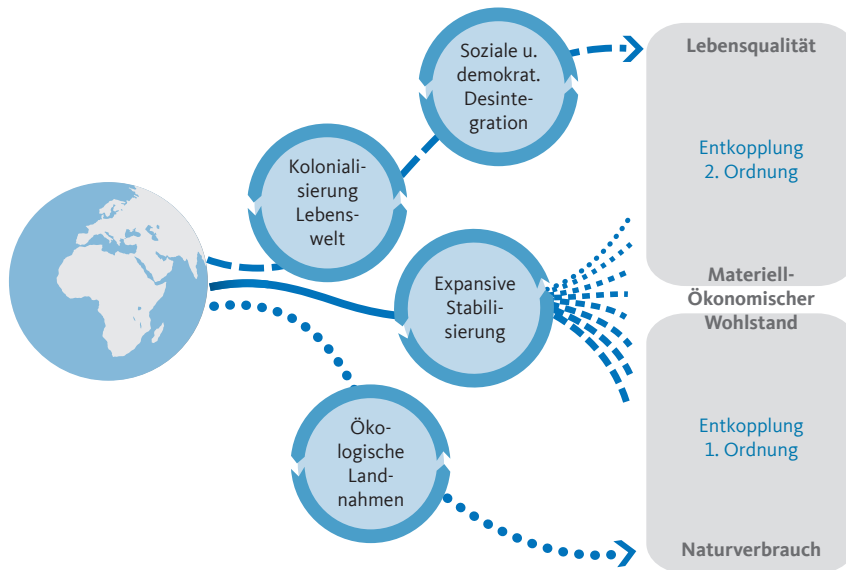 Soziale u.
demokrat.
Desinte-
gration
Lebensqualität
Entkopplung
2. Ordnung
Koloniali-
sierung
Lebens-
welt
Expansive
Stabili-
sierung
Materiell-
Ökonomischer
Wohlstand
Öko-
logische
Land-
nahmen
Entkopplung
1. Ordnung
Naturverbrauch